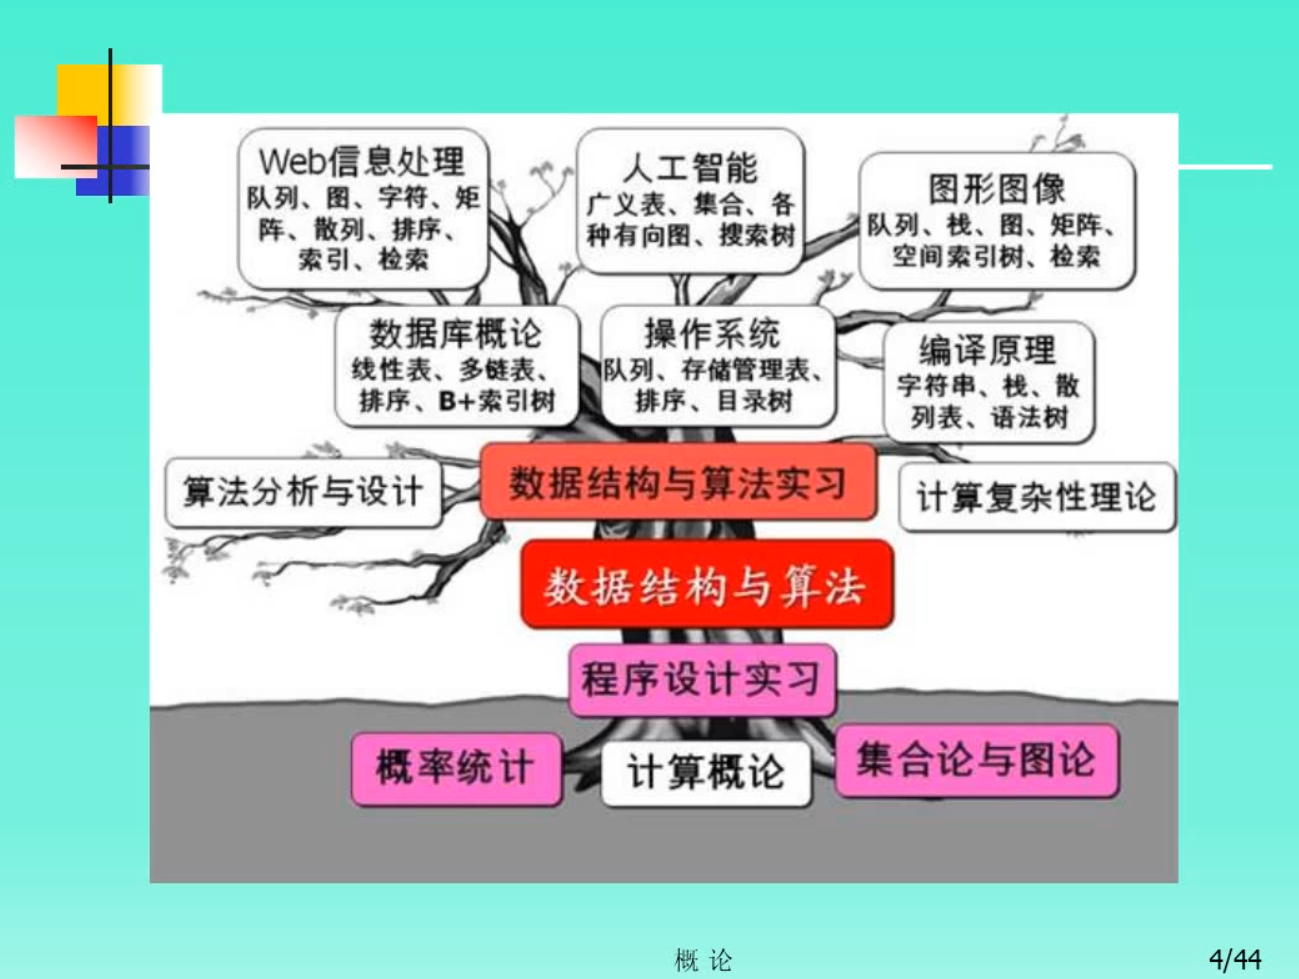 Web信息处理
队列、图、字符、矩
阵、散列、排序、
索引、检索
人工智能
广义表、集合、各
种有向图、搜索树
图形图像
队列、栈、图、矩阵、
空间索引树、检索
数据库概论
线性表、多链表、
排序、B+索引树
操作系统
队列、存储管理表、
排序、目录树
编译原理
字符串、栈、散
列表、语法树
算法分析与设计
数据结构与算法实习
计算复杂性理论
数据结构与算法
程序设计实习
概率统计
计算概论
集合论与图论
概 论
4/44